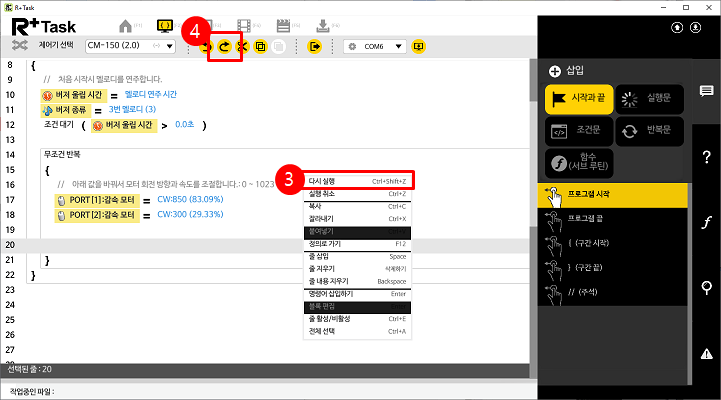 R+ Task
R+Task
[F1]
[F5]
[F6]
4
제어기 선택
CM-150 (2.0)
COM6
8 {
9 // 처음 시작시 멜로디를 연주합니다.
10 버저 울림 시간 = 멜로디 연주 시간
11 버저 종류 = 3번 멜로디 (3)
12 조건 대기 ( 버저 울림 시간 > 0.0초 )
13
14 무조건 반복
15 {
16 // 아래 값을 바꿔서 모터 회전 방향과 속도를 조절합니다.: 0 ~ 1023
17 PORT [1]:감속 모터 = CW:850 (83.09%)
18 PORT [2]:감속 모터 = CW:300 (29.33%)
20
21 }
22 }
23
24
25
26
27
28
3
다시 실행 Ctrl+Shift+Z
실행 취소 Ctrl+Z
복사 Ctrl+C
잘라내기 Ctrl+X
붙여넣기
정의로 가기 F12
줄 삽입 Space
줄 지우기 삭제하기
줄 내용 지우기 Backspace
명령어 삽입하기 Enter
블록 편집
줄 활성/비활성 Ctrl+E
전체 선택 Ctrl+A
선택된 줄 : 20
작업중인 파일 :
삽입
시작과 끝
실행문
조건문
반복문
함수
(서브 루틴)
프로그램 시작
프로그램 끝
{ (구간 시작)
} (구간 끝)
// (주석)